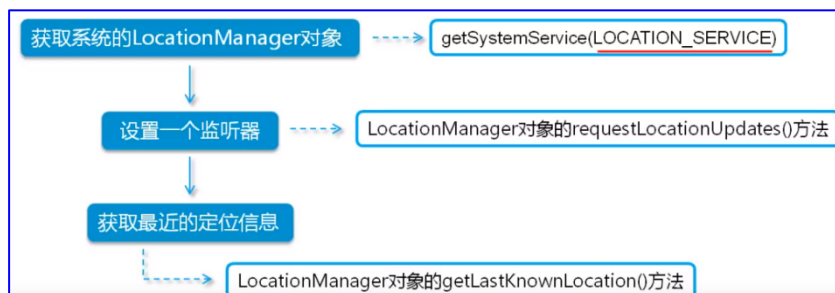 获取系统的LocationManager对象
getSystemService(LOCATION_SERVICE)
设置一个监听器
LocationManager对象的requestLocationUpdates()方法
获取最近的定位信息
LocationManager对象的getLastKnownLocation()方法